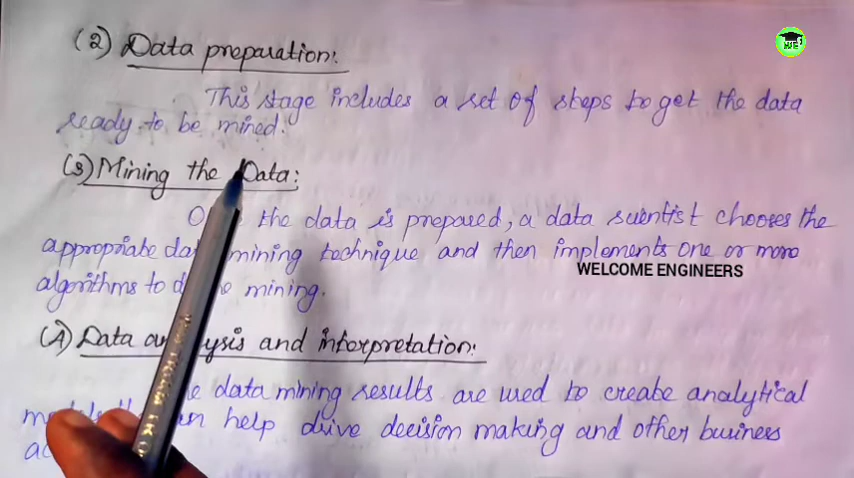 (2) Data preparation:
This stage includes a set of steps to get the data
ready to be mined.
(3) Mining the Data:
the data is prepared, a data scientist chooses the
appropriate mining technique and then implements one or more
WELCOME ENGINEERS
algorithms to mining.
(4) Data analysis and interpretation:
data mining results are used to create analytical
help drive decision making and other business